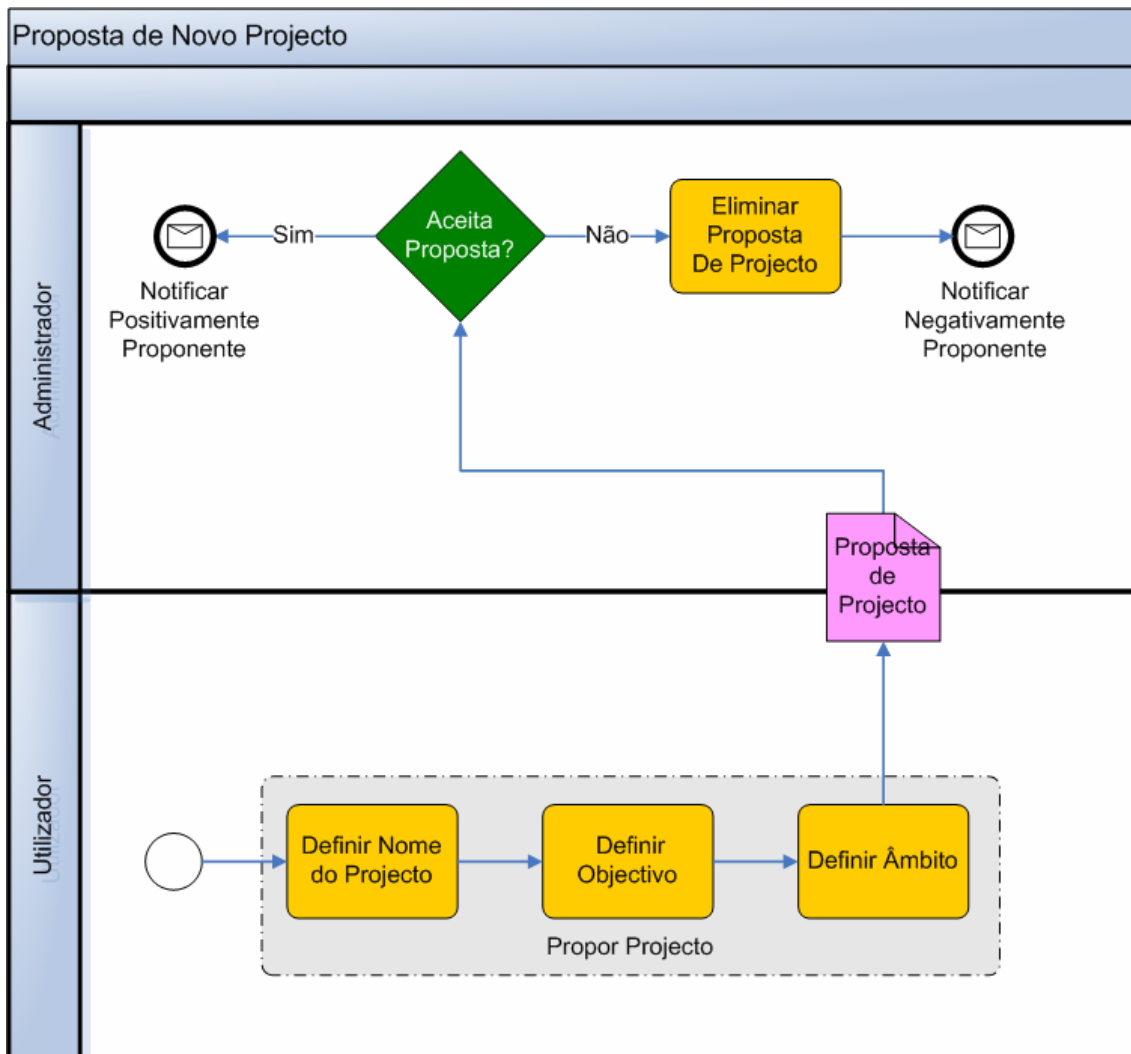 Proposta de Novo Projecto
Administrador
Aceita
Proposta?
Sim
Não
Eliminar
Proposta
De Projecto
Notificar
Positivamente
Proponente
Notificar
Negativamente
Proponente
Proposta
de
Projecto
Utilizador
Definir Nome
do Projecto
Definir
Objectivo
Definir Âmbito
Propor Projecto